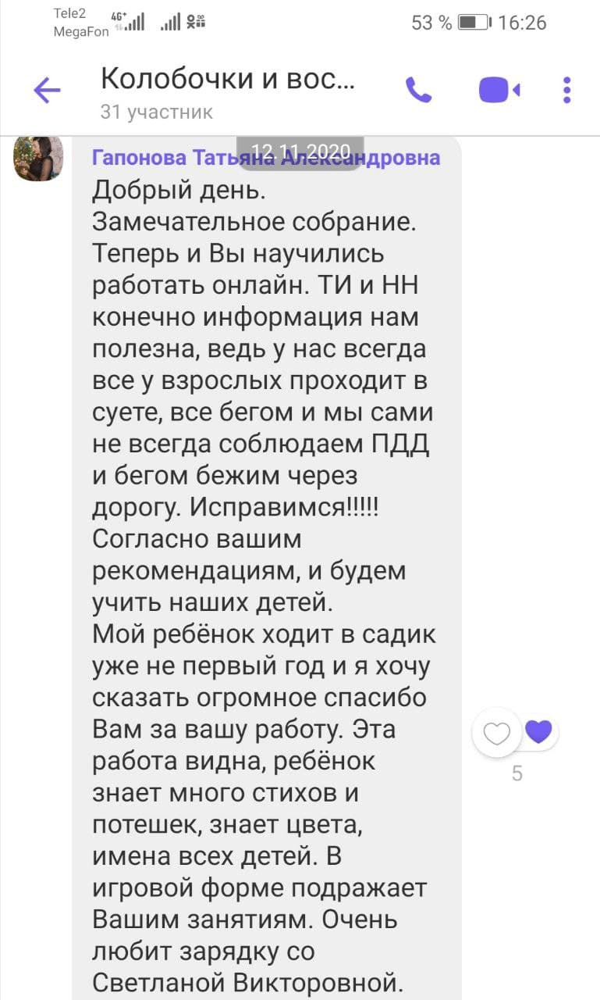 Tele2
MegaFon
4G+
53 %
16:26
Колобочки и вос...
31 участник
12.11.2020
Гапонова Татьяна Александровна
Добрый день.
Замечательное собрание.
Теперь и Вы научились
работать онлайн. ТИ и НН
конечно информация нам
полезна, ведь у нас всегда
все у взрослых проходит в
суете, все бегом и мы сами
не всегда соблюдаем ПДД
и бегом бежим через
дорогу. Исправимся!!!!!
Согласно вашим
рекомендациям, и будем
учить наших детей.
Мой ребёнок ходит в садик
уже не первый год и я хочу
сказать огромное спасибо
Вам за вашу работу. Эта
работа видна, ребёнок
знает много стихов и
потешек, знает цвета,
имена всех детей. В
игровой форме подражает
Вашим занятиям. Очень
любит зарядку со
Светланой Викторовной.
5